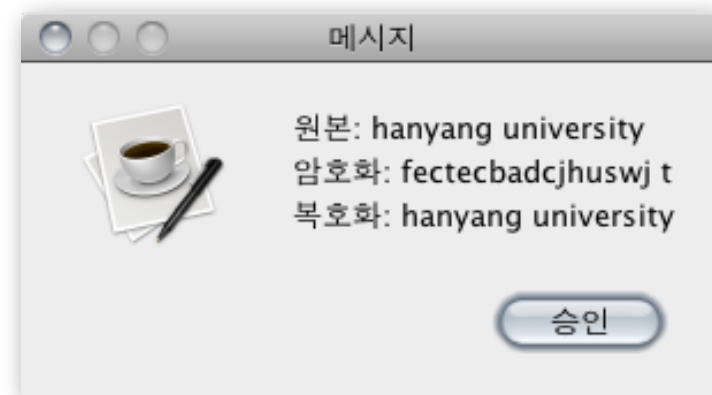 메시지
원본: hanyang university
암호화: fectecbadcjhuswj t
복호화: hanyang university
승인